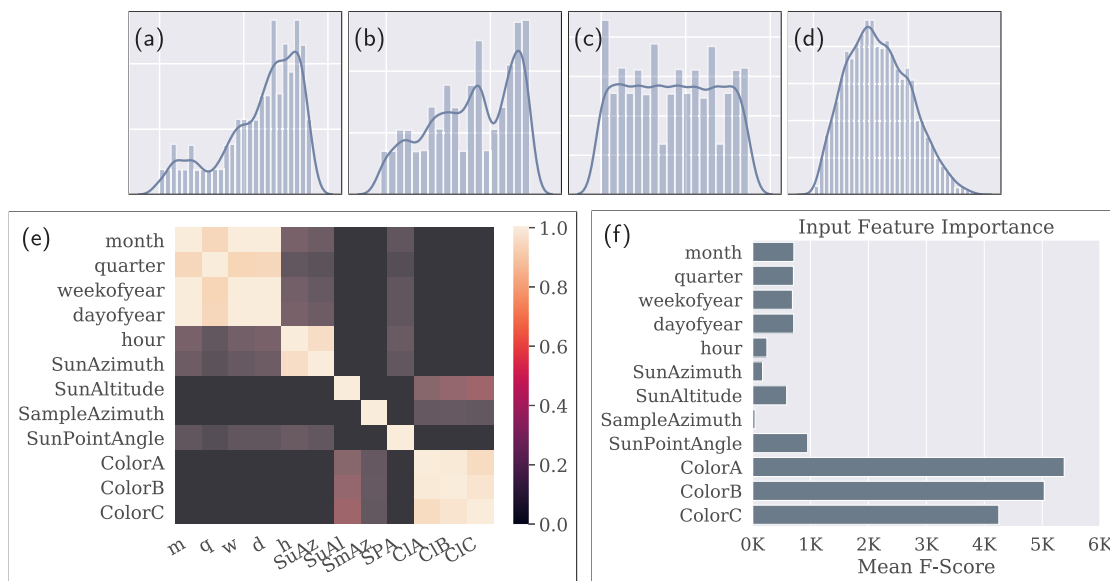 (a)
(b)
(c)
(d)
(e)
month
quarter
weekofyear
dayofyear
hour
SunAzimuth
SunAltitude
SampleAzimuth
SunPointAngle
ColorA
ColorB
ColorC
m q w d h SuAz SuAl SmAz SPA ClA ClB ClC
1.0
0.8
0.6
0.4
0.2
0.0
(f)
Input Feature Importance
month
quarter
weekofyear
dayofyear
hour
SunAzimuth
SunAltitude
SampleAzimuth
SunPointAngle
ColorA
ColorB
ColorC
0K 1K 2K 3K 4K 5K 6K
Mean F-Score